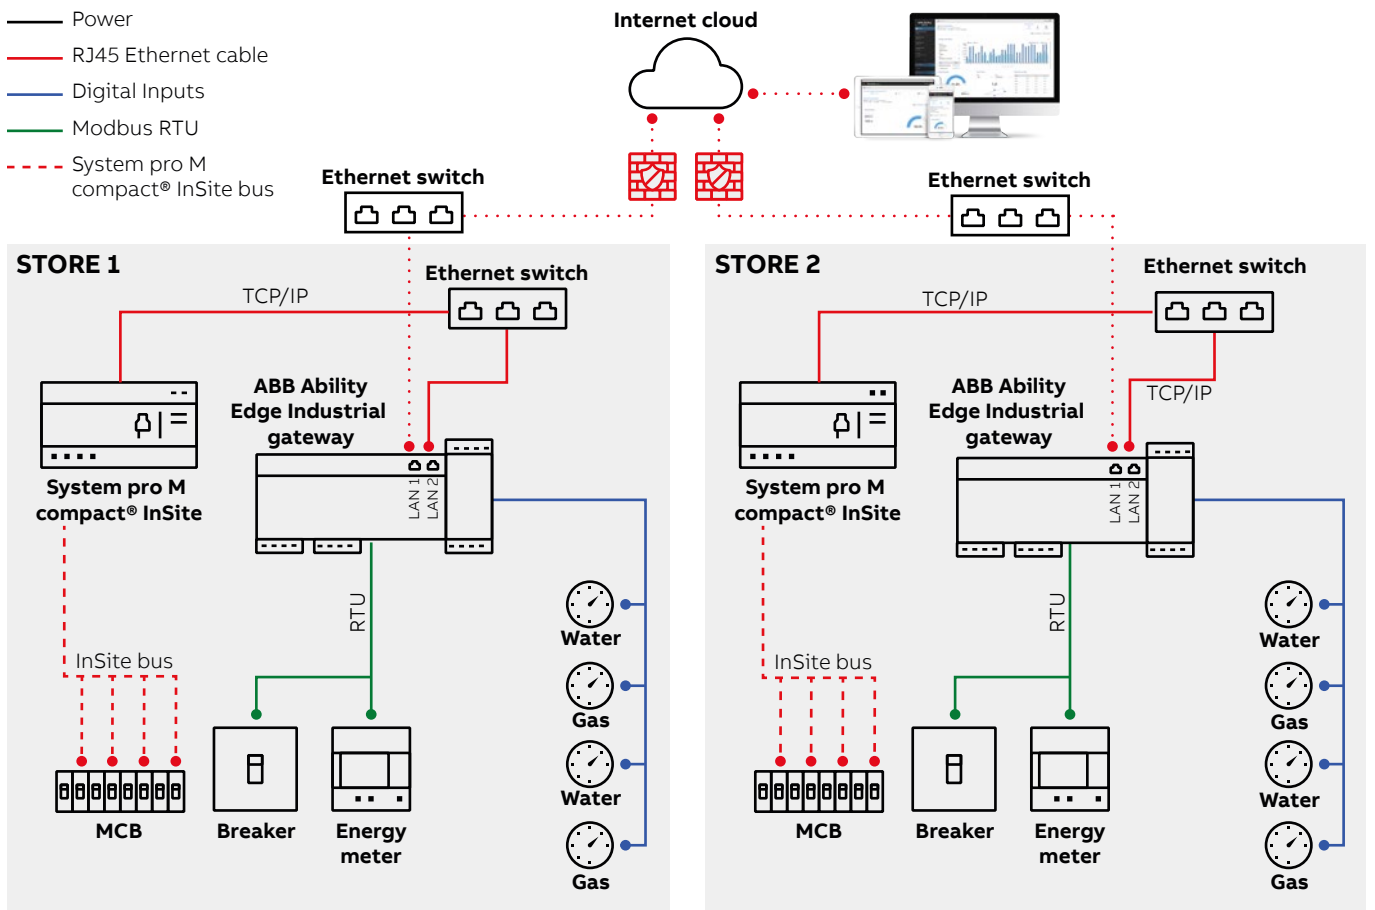 Power
RJ45 Ethernet cable
Digital Inputs
Modbus RTU
System pro M
compact® InSite bus
Internet cloud
Ethernet switch
Ethernet switch
STORE 1
Ethernet switch
TCP/IP
ABB Ability
Edge Industrial
gateway
LAN 1
LAN 2
System pro M
compact® InSite
RTU
InSite bus
Water
Gas
Water
Gas
MCB
Breaker
Energy
meter
STORE 2
Ethernet switch
TCP/IP
TCP/IP
ABB Ability
Edge Industrial
gateway
LAN 1
LAN 2
System pro M
compact® InSite
RTU
InSite bus
Water
Gas
Water
Gas
MCB
Breaker
Energy
meter